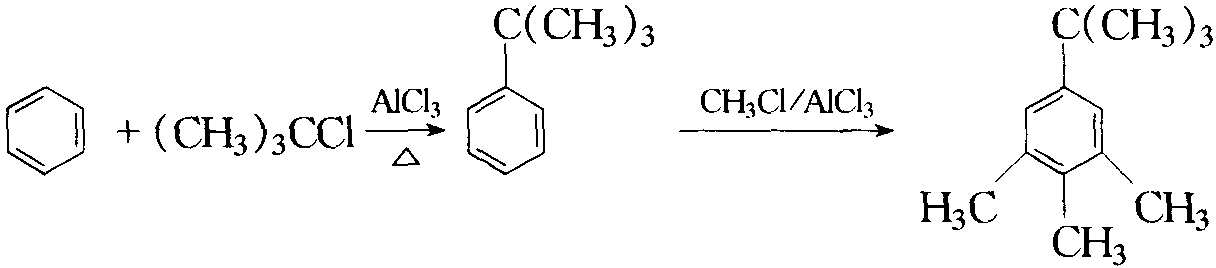 C(CH₃)₃
C(CH₃)₃
+ (CH₃)₃CCl
AlCl₃
△
CH₃Cl/AlCl₃
H₃C
CH₃
CH₃